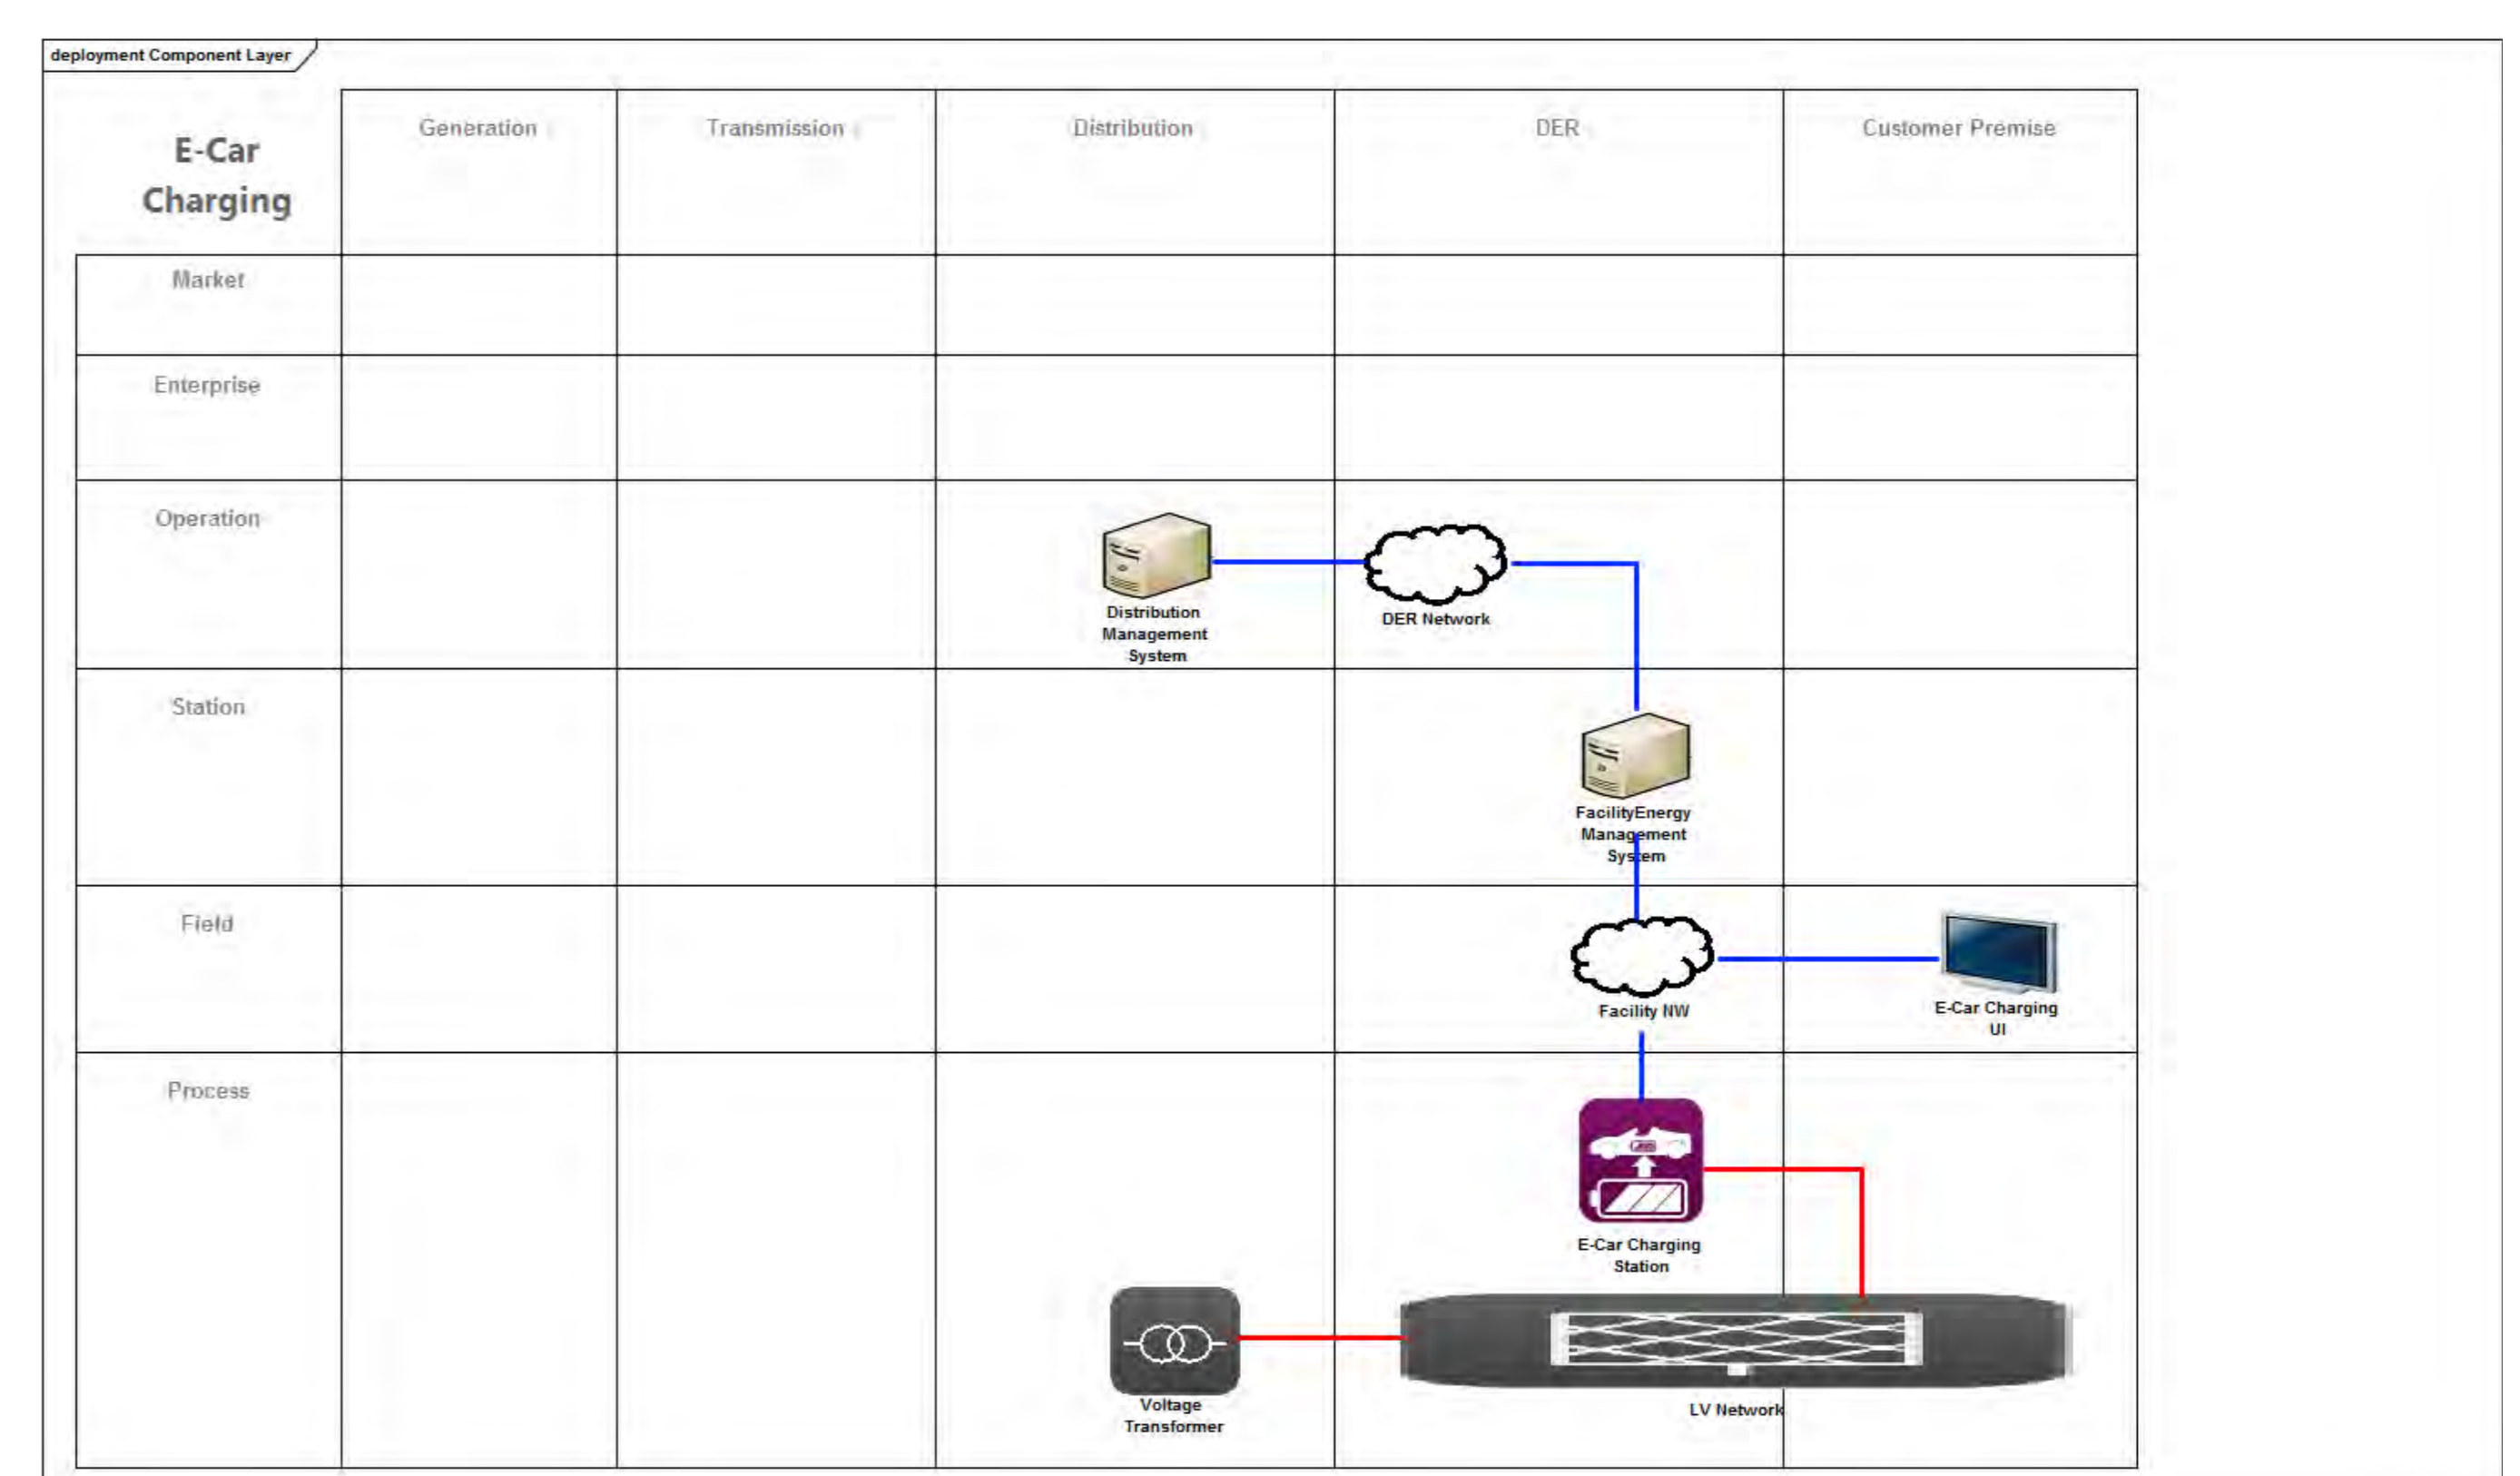 deployment Component Layer
E-Car
Charging
Generation
Transmission
Distribution
DER
Customer Premise
Market
Enterprise
Operation
Distribution
Management
System
DER Network
Station
FacilityEnergy
Management
System
Field
Facility NW
E-Car Charging
UI
Process
E-Car Charging
Station
Voltage
Transformer
LV Network